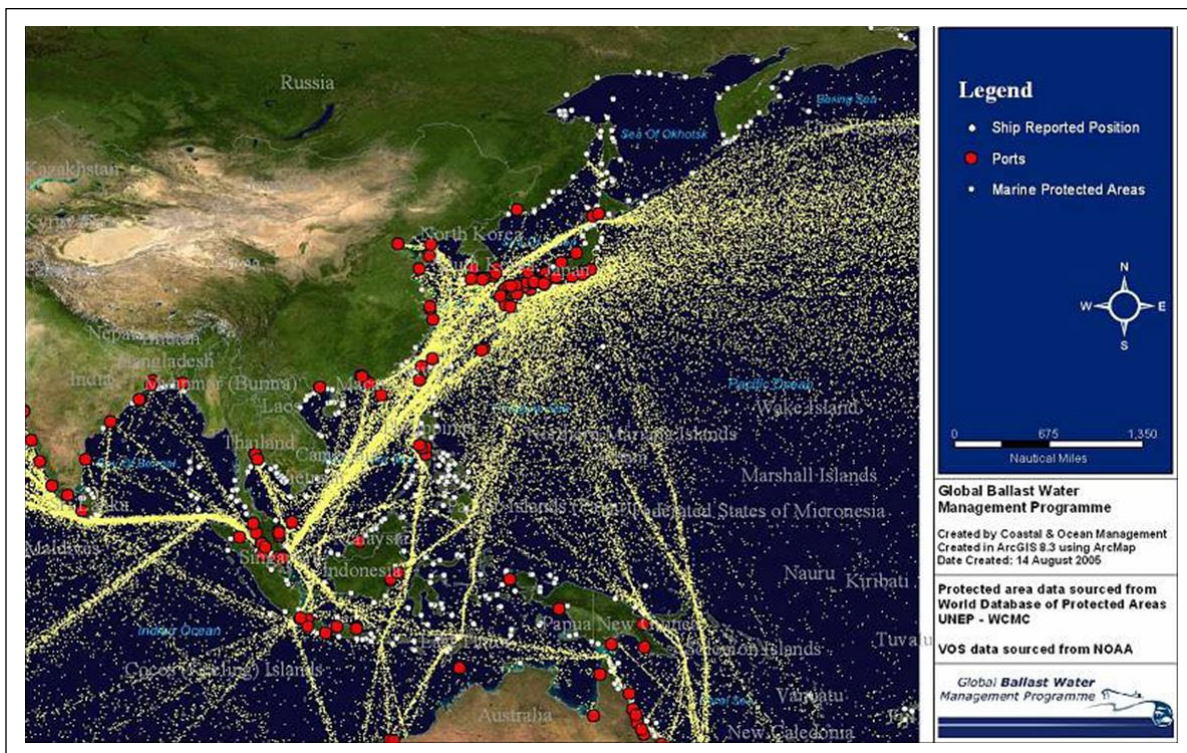 Russia
Bering Sea
Sea Of Okhotsk
Kazakhstan
North Korea
Japan
Bangladesh
India
Myanmar (Burma)
Laos
Thailand
Pacific Ocean
Wake Island
Northern Mariana Islands
Marshall Islands
Federated States of Micronesia
Maldives
Malaysia
Indonesia
Nauru
Kiribati
Indian Ocean
Papua New Guinea
Tuvalu
Solomon Islands
Cocos (Keeling) Islands
Vanuatu
Australia
New Caledonia
Legend
Ship Reported Position
Ports
Marine Protected Areas
N
W
E
S
0
675
1,350
Nautical Miles
Global Ballast Water
Management Programme
Created by Coastal & Ocean Management
Created in ArcGIS 8.3 using ArcMap
Date Created: 14 August 2005
Protected area data sourced from
World Database of Protected Areas
UNEP - WCMC
VOS data sourced from NOAA
Global Ballast Water
Management Programme